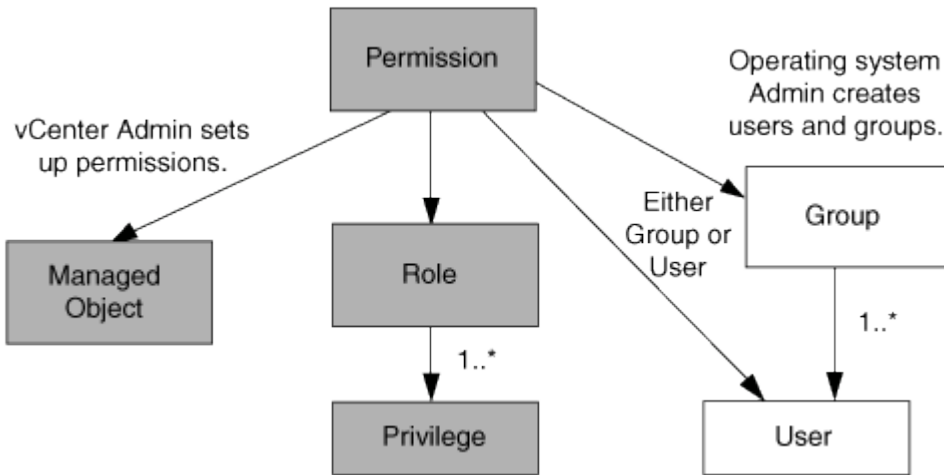 Permission
Operating system
Admin creates
users and groups.
vCenter Admin sets
up permissions.
Either
Group or
User
Group
Managed
Object
Role
1..*
1..*
Privilege
User